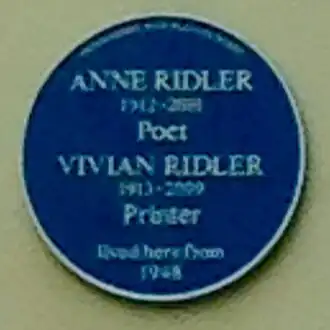 ANNE RIDLER
1912-2001
Poet
VIVIAN RIDLER
1913-2009
Printer
lived here from
1948